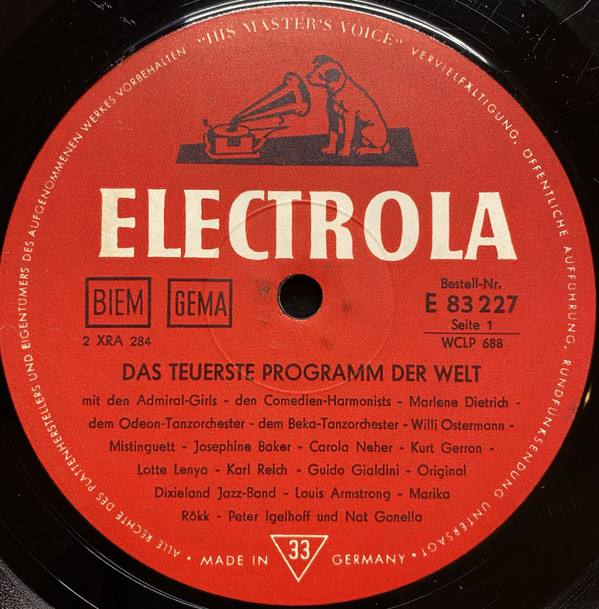 "HIS MASTER'S VOICE"
ELECTROLA
BIEM
GEMA
2 XRA 284
Bestell-Nr.
E 83 227
Seite 1
WCLP 688
DAS TEUERSTE PROGRAMM DER WELT
mit den Admiral-Girls - den Comedien-Harmonists - Marlene Dietrich -
dem Odeon-Tanzorchester - dem Beka-Tanzorchester - Willi Ostermann -
Mistinguett - Josephine Baker - Carola Neher - Kurt Gerron -
Lotte Lenya - Karl Reich - Guido Gialdini - Original
Dixieland Jazz-Band - Louis Armstrong - Marika
Rökk - Peter Igelhoff und Nat Gonella
MADE IN 33 GERMANY
ALLE RECHTE DES PLATTENHERSTELLERS UND EIGENTÜMERS DES AUFGENOMMENEN WERKES VORBEHALTEN
VERVIELFÄLTIGUNG, ÖFFENTLICHE AUFFÜHRUNG, RUNDFUNKSENDUNG UNTERSAGT